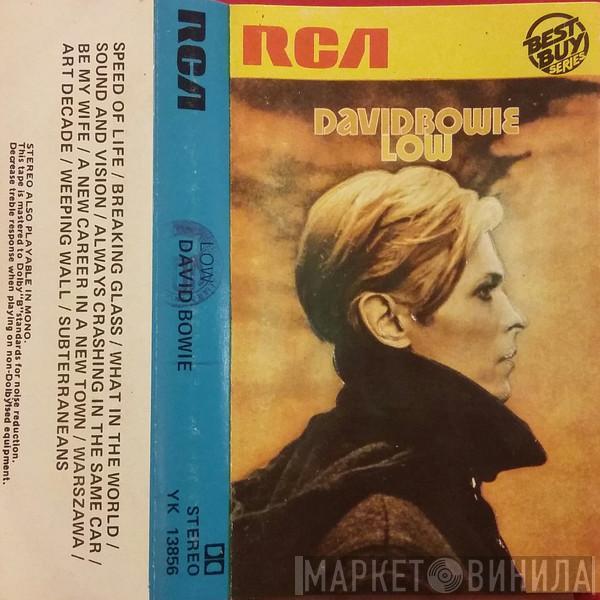 SPEED OF LIFE / BREAKING GLASS / WHAT IN THE WORLD /
SOUND AND VISION / ALWAYS CRASHING IN THE SAME CAR /
BE MY WIFE / A NEW CAREER IN A NEW TOWN / WARSZAWA /
ART DECADE / WEEPING WALL / SUBTERRANEANS
STEREO ALSO PLAYABLE IN MONO.
This tape is mastered to Dolby "B" standards for noise reduction.
Decrease treble response when playing on non-Dolbyised equipment.
RCA
LOW
DAVID BOWIE
STEREO
YK 13856
RCA
BEST
BUY
SERIES
DAVID BOWIE
LOW
МАРКЕТ ВИНИЛА